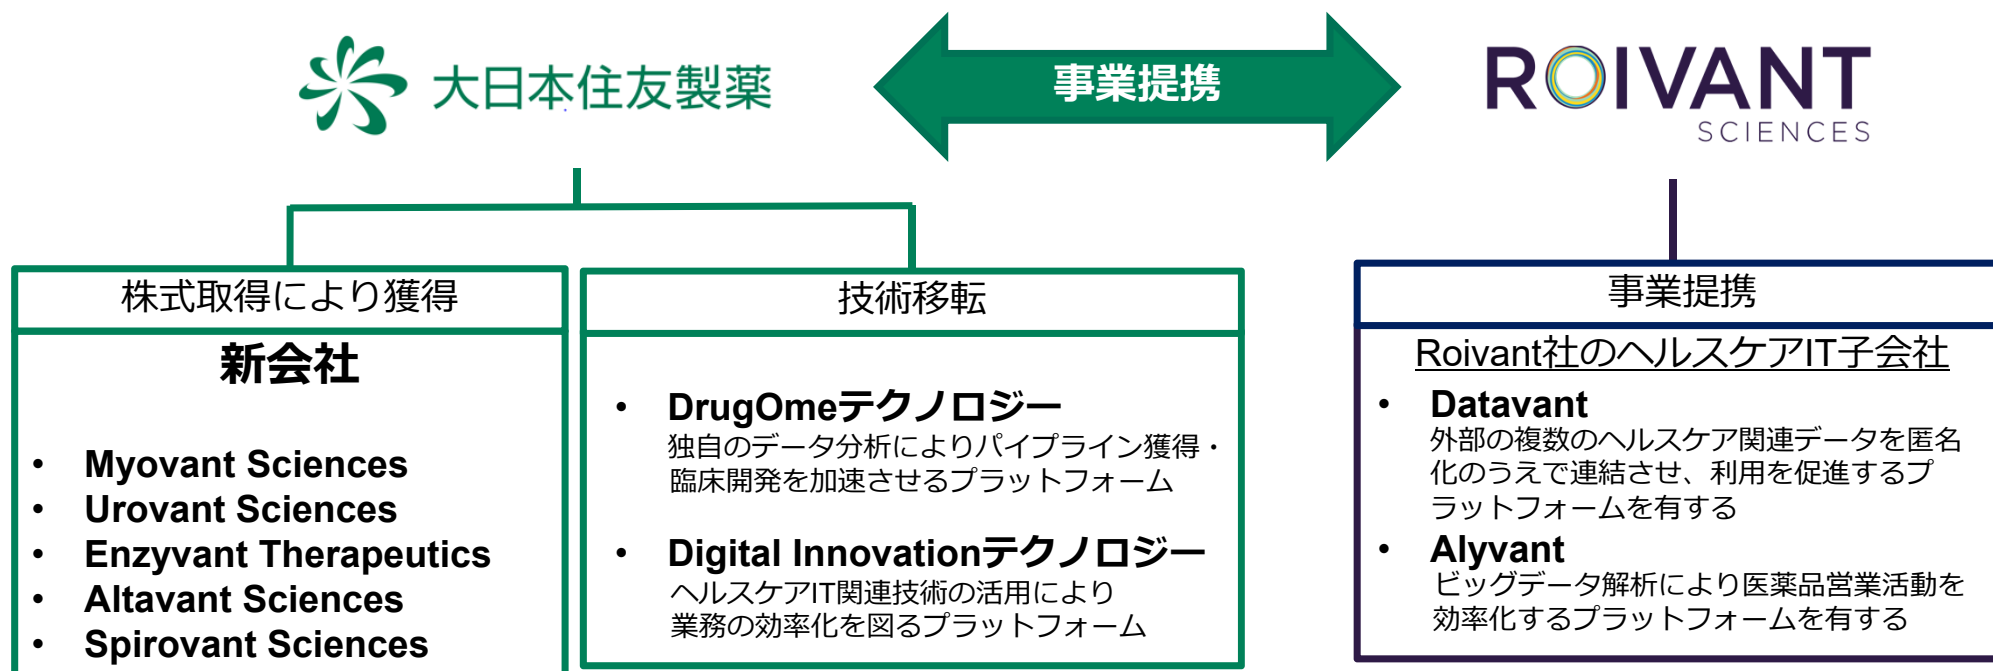 大日本住友製薬
事業提携
ROIVANT
SCIENCES
株式取得により獲得
新会社
• Myovant Sciences
• Urovant Sciences
• Enzyvant Therapeutics
• Altavant Sciences
• Spirovant Sciences
技術移転
• DrugOmeテクノロジー
独自のデータ分析によりパイプライン獲得・
臨床開発を加速させるプラットフォーム
• Digital Innovationテクノロジー
ヘルスケアIT関連技術の活用により
業務の効率化を図るプラットフォーム
事業提携
Roivant社のヘルスケアIT子会社
• Datavant
外部の複数のヘルスケア関連データを匿名
化のうえで連結させ、利用を促進するプ
ラットフォームを有する
• Alyvant
ビッグデータ解析により医薬品営業活動を
効率化するプラットフォームを有する